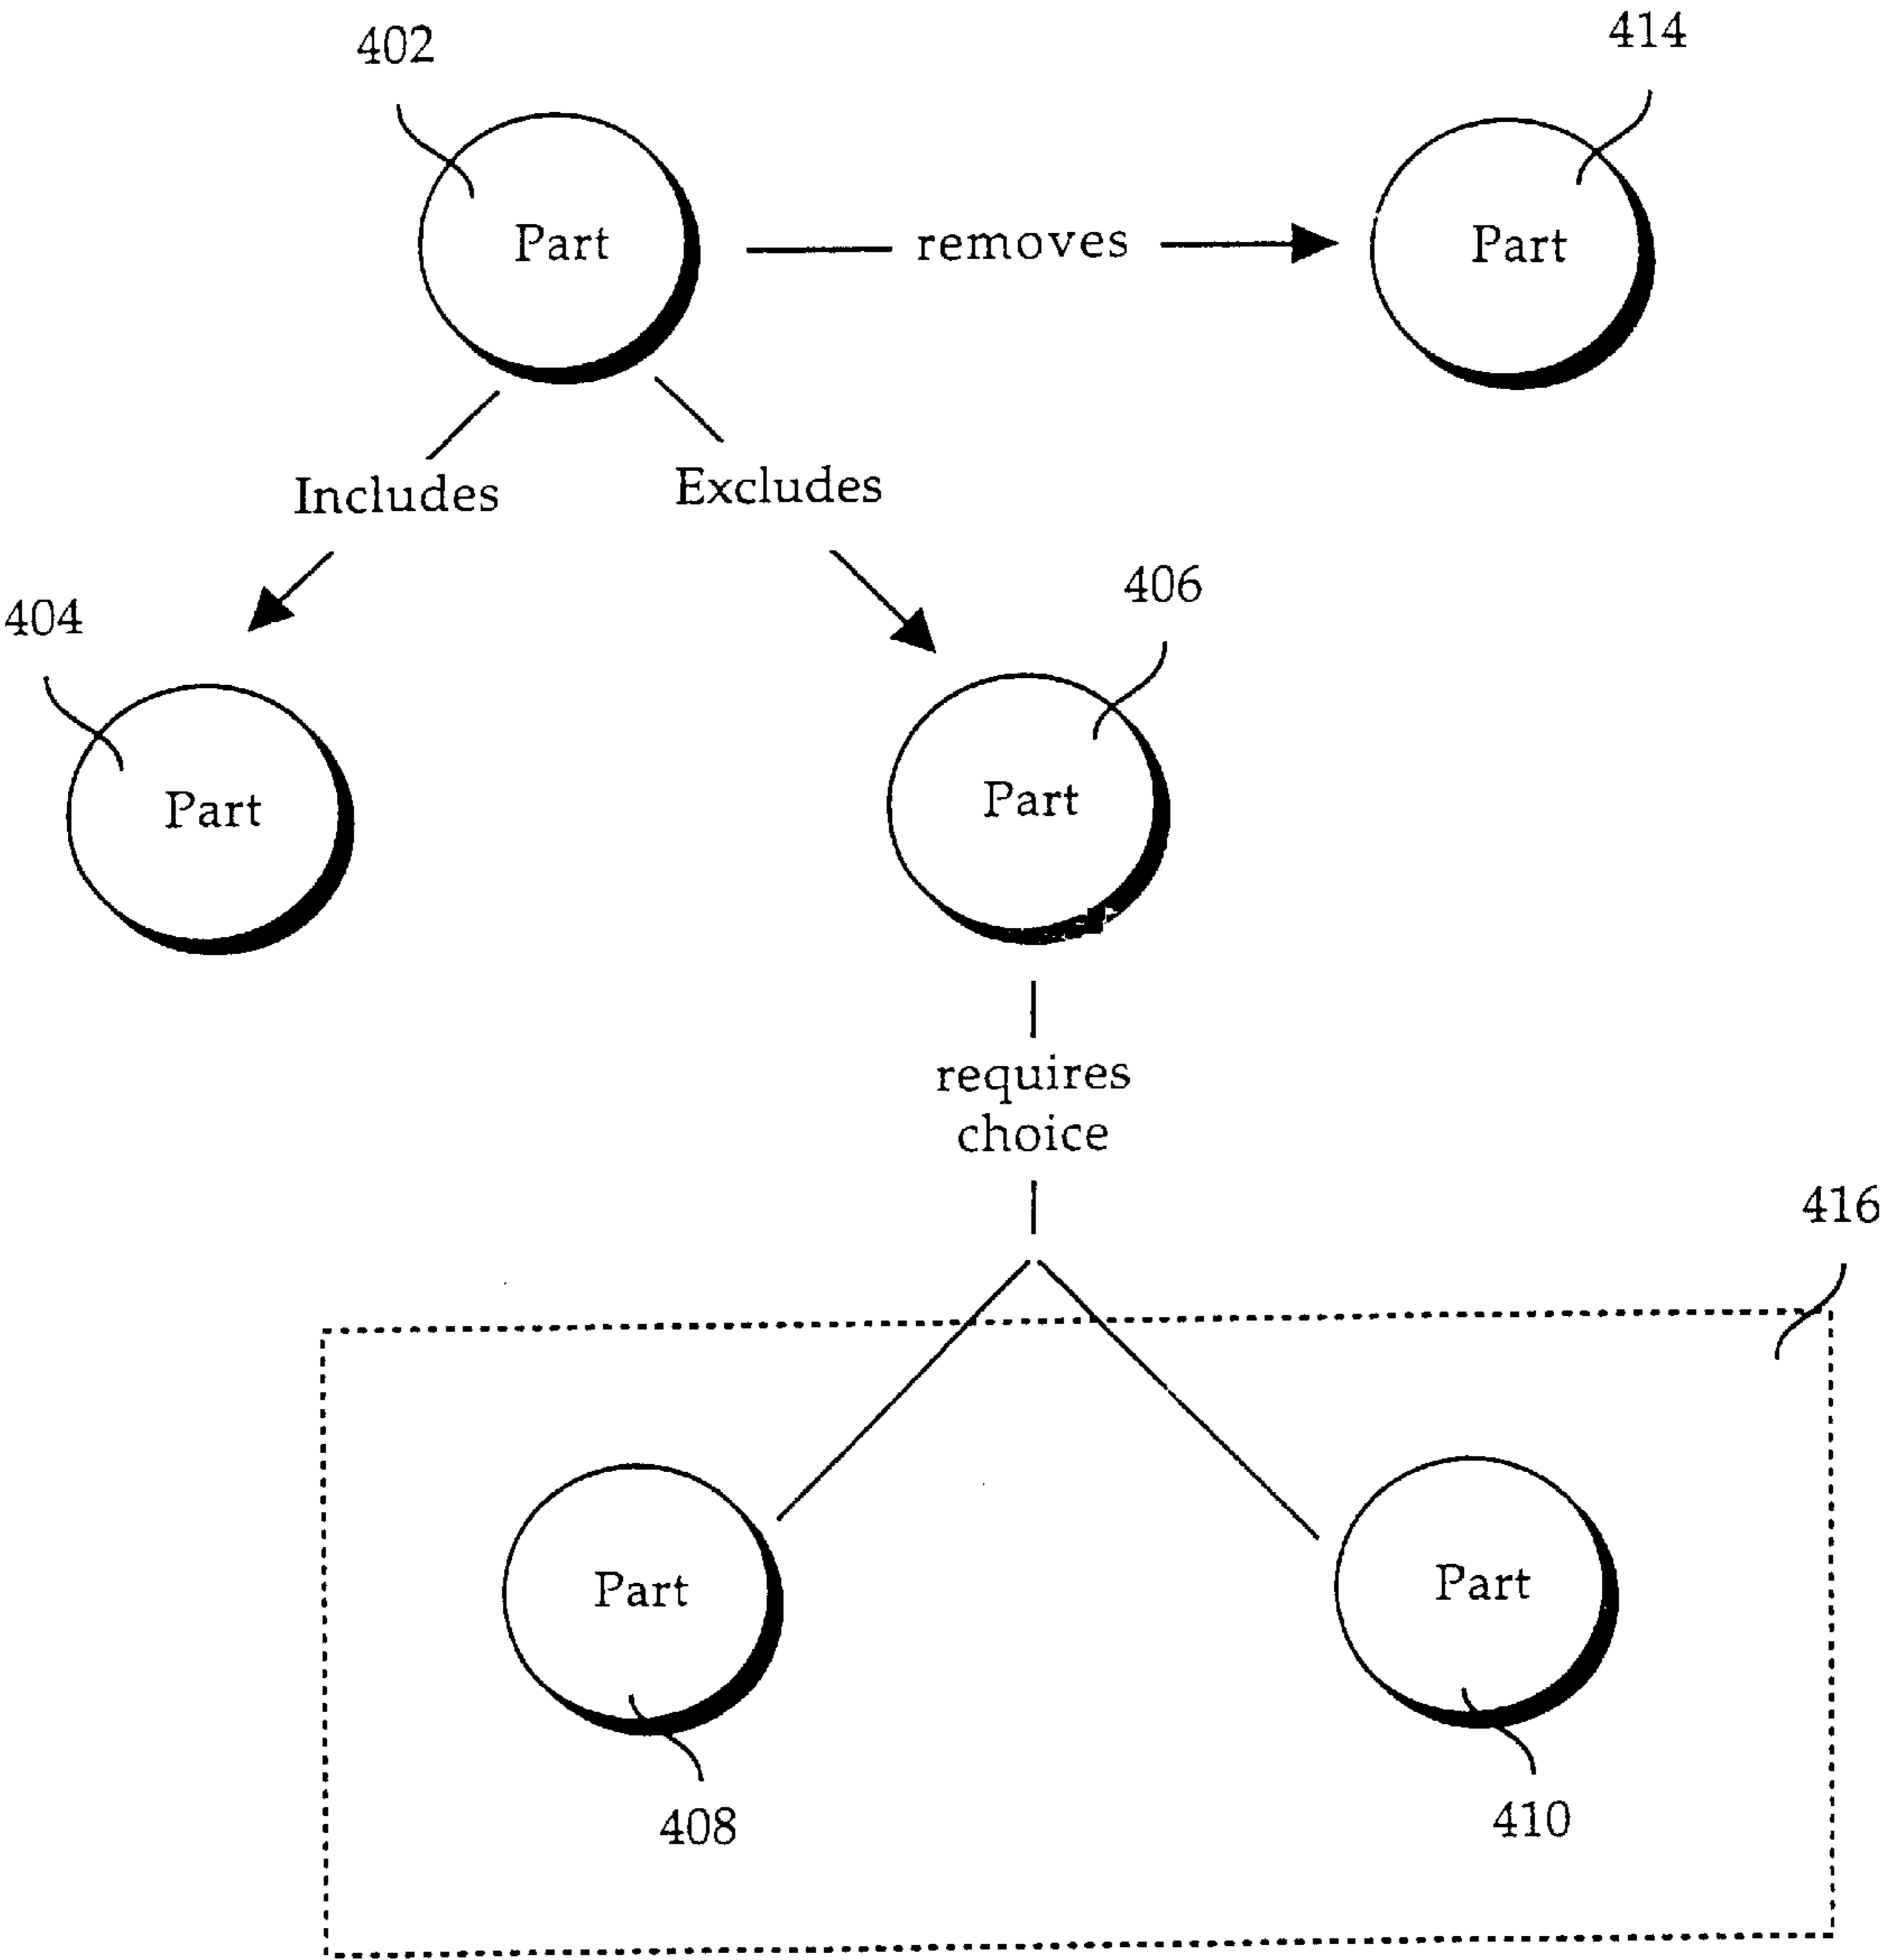 402
414
Part
removes
Part
Includes
Excludes
404
406
Part
Part
requires
choice
416
Part
Part
408
410